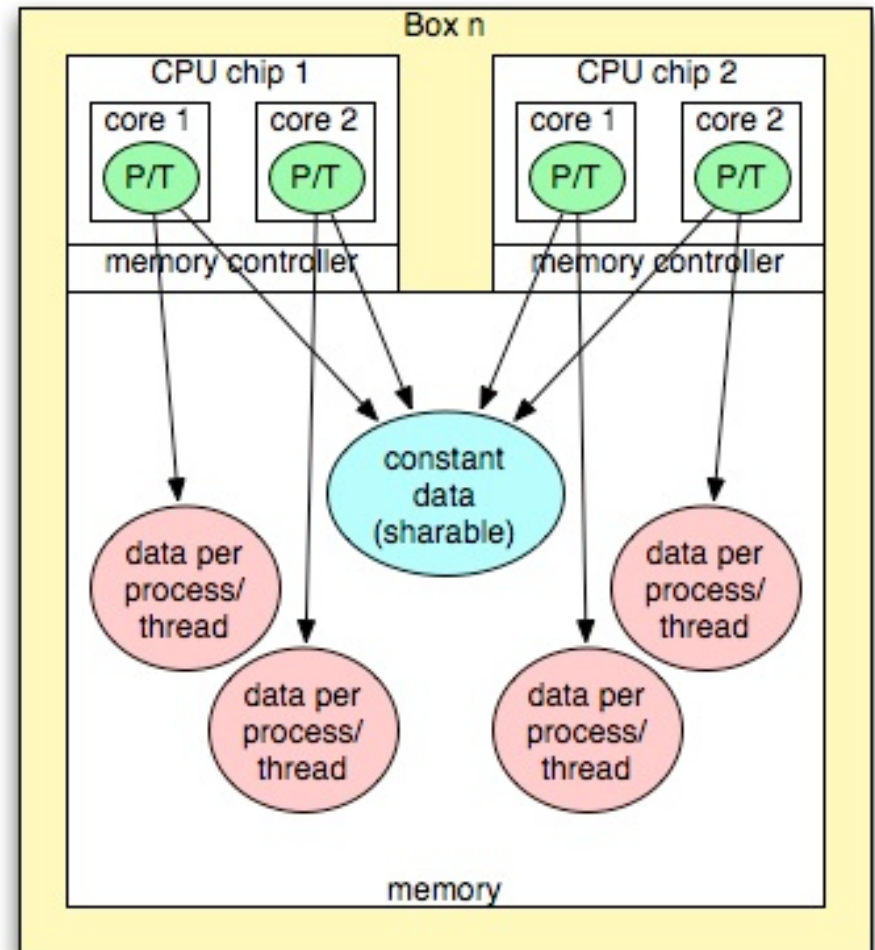 Box n
CPU chip 1
CPU chip 2
core 1
core 2
core 1
core 2
P/T
P/T
P/T
P/T
memory controller
memory controller
constant
data
(sharable)
data per
process/
thread
data per
process/
thread
data per
process/
thread
data per
process/
thread
memory